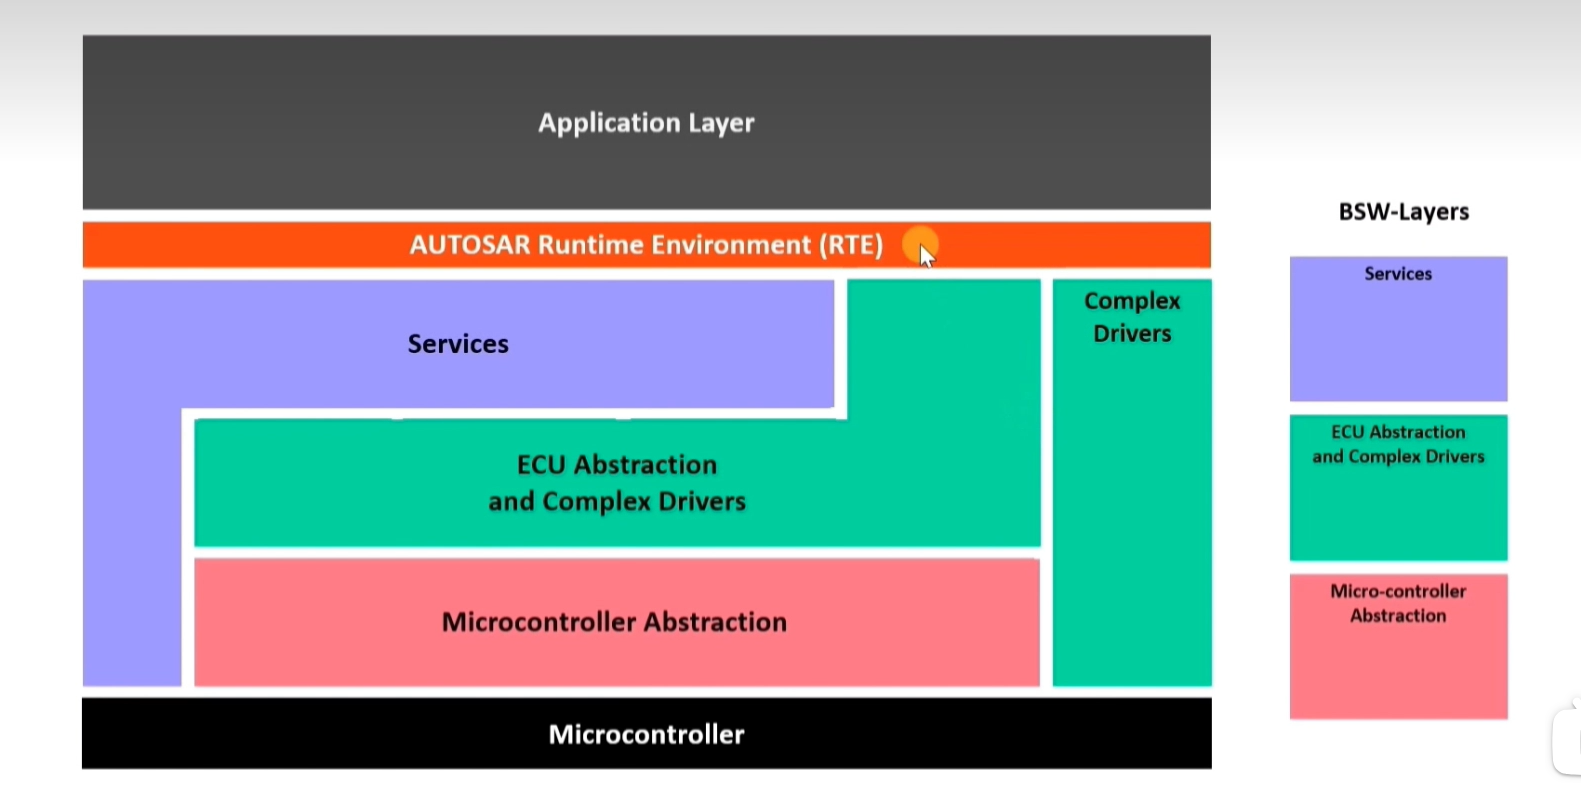 Application Layer
AUTOSAR Runtime Environment (RTE)
Services
Complex
Drivers
ECU Abstraction
and Complex Drivers
Microcontroller Abstraction
Microcontroller
BSW-Layers
Services
ECU Abstraction
and Complex Drivers
Micro-controller
Abstraction